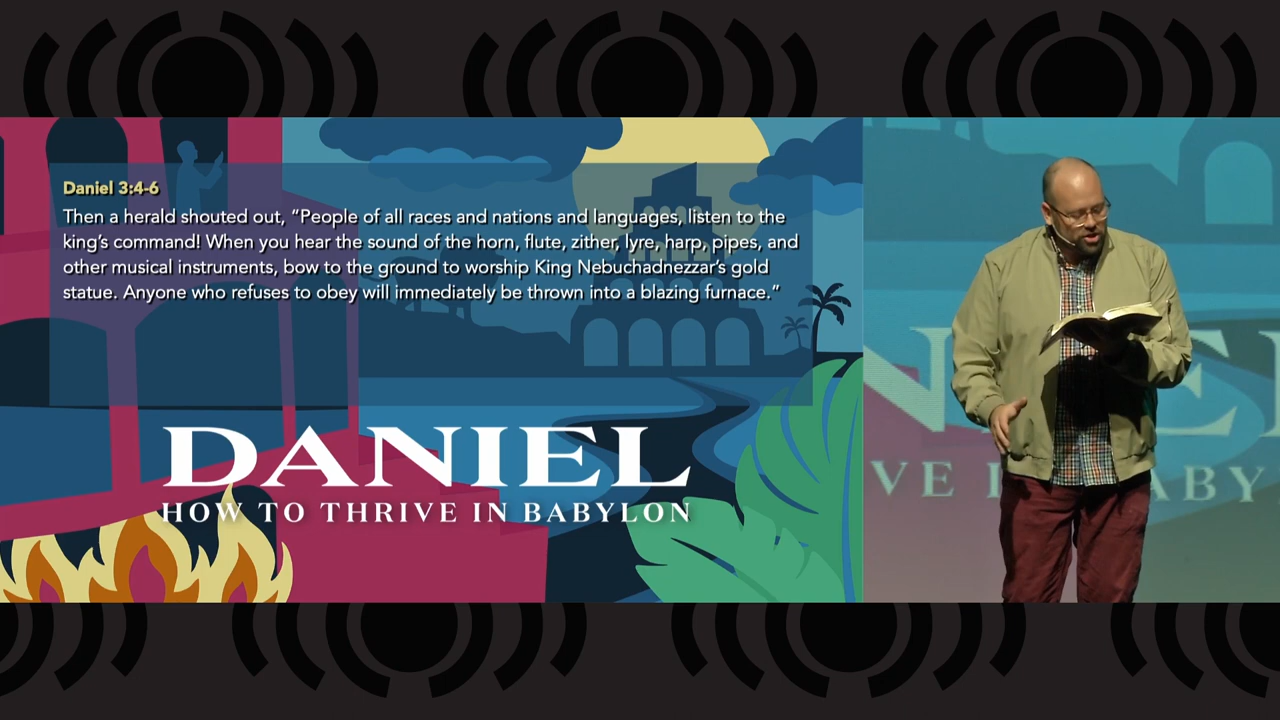 Daniel 3:4-6
Then a herald shouted out, “People of all races and nations and languages, listen to the
king’s command! When you hear the sound of the horn, flute, zither, lyre, harp, pipes, and
other musical instruments, bow to the ground to worship King Nebuchadnezzar’s gold
statue. Anyone who refuses to obey will immediately be thrown into a blazing furnace.”
DANIEL
HOW TO THRIVE IN BABYLON